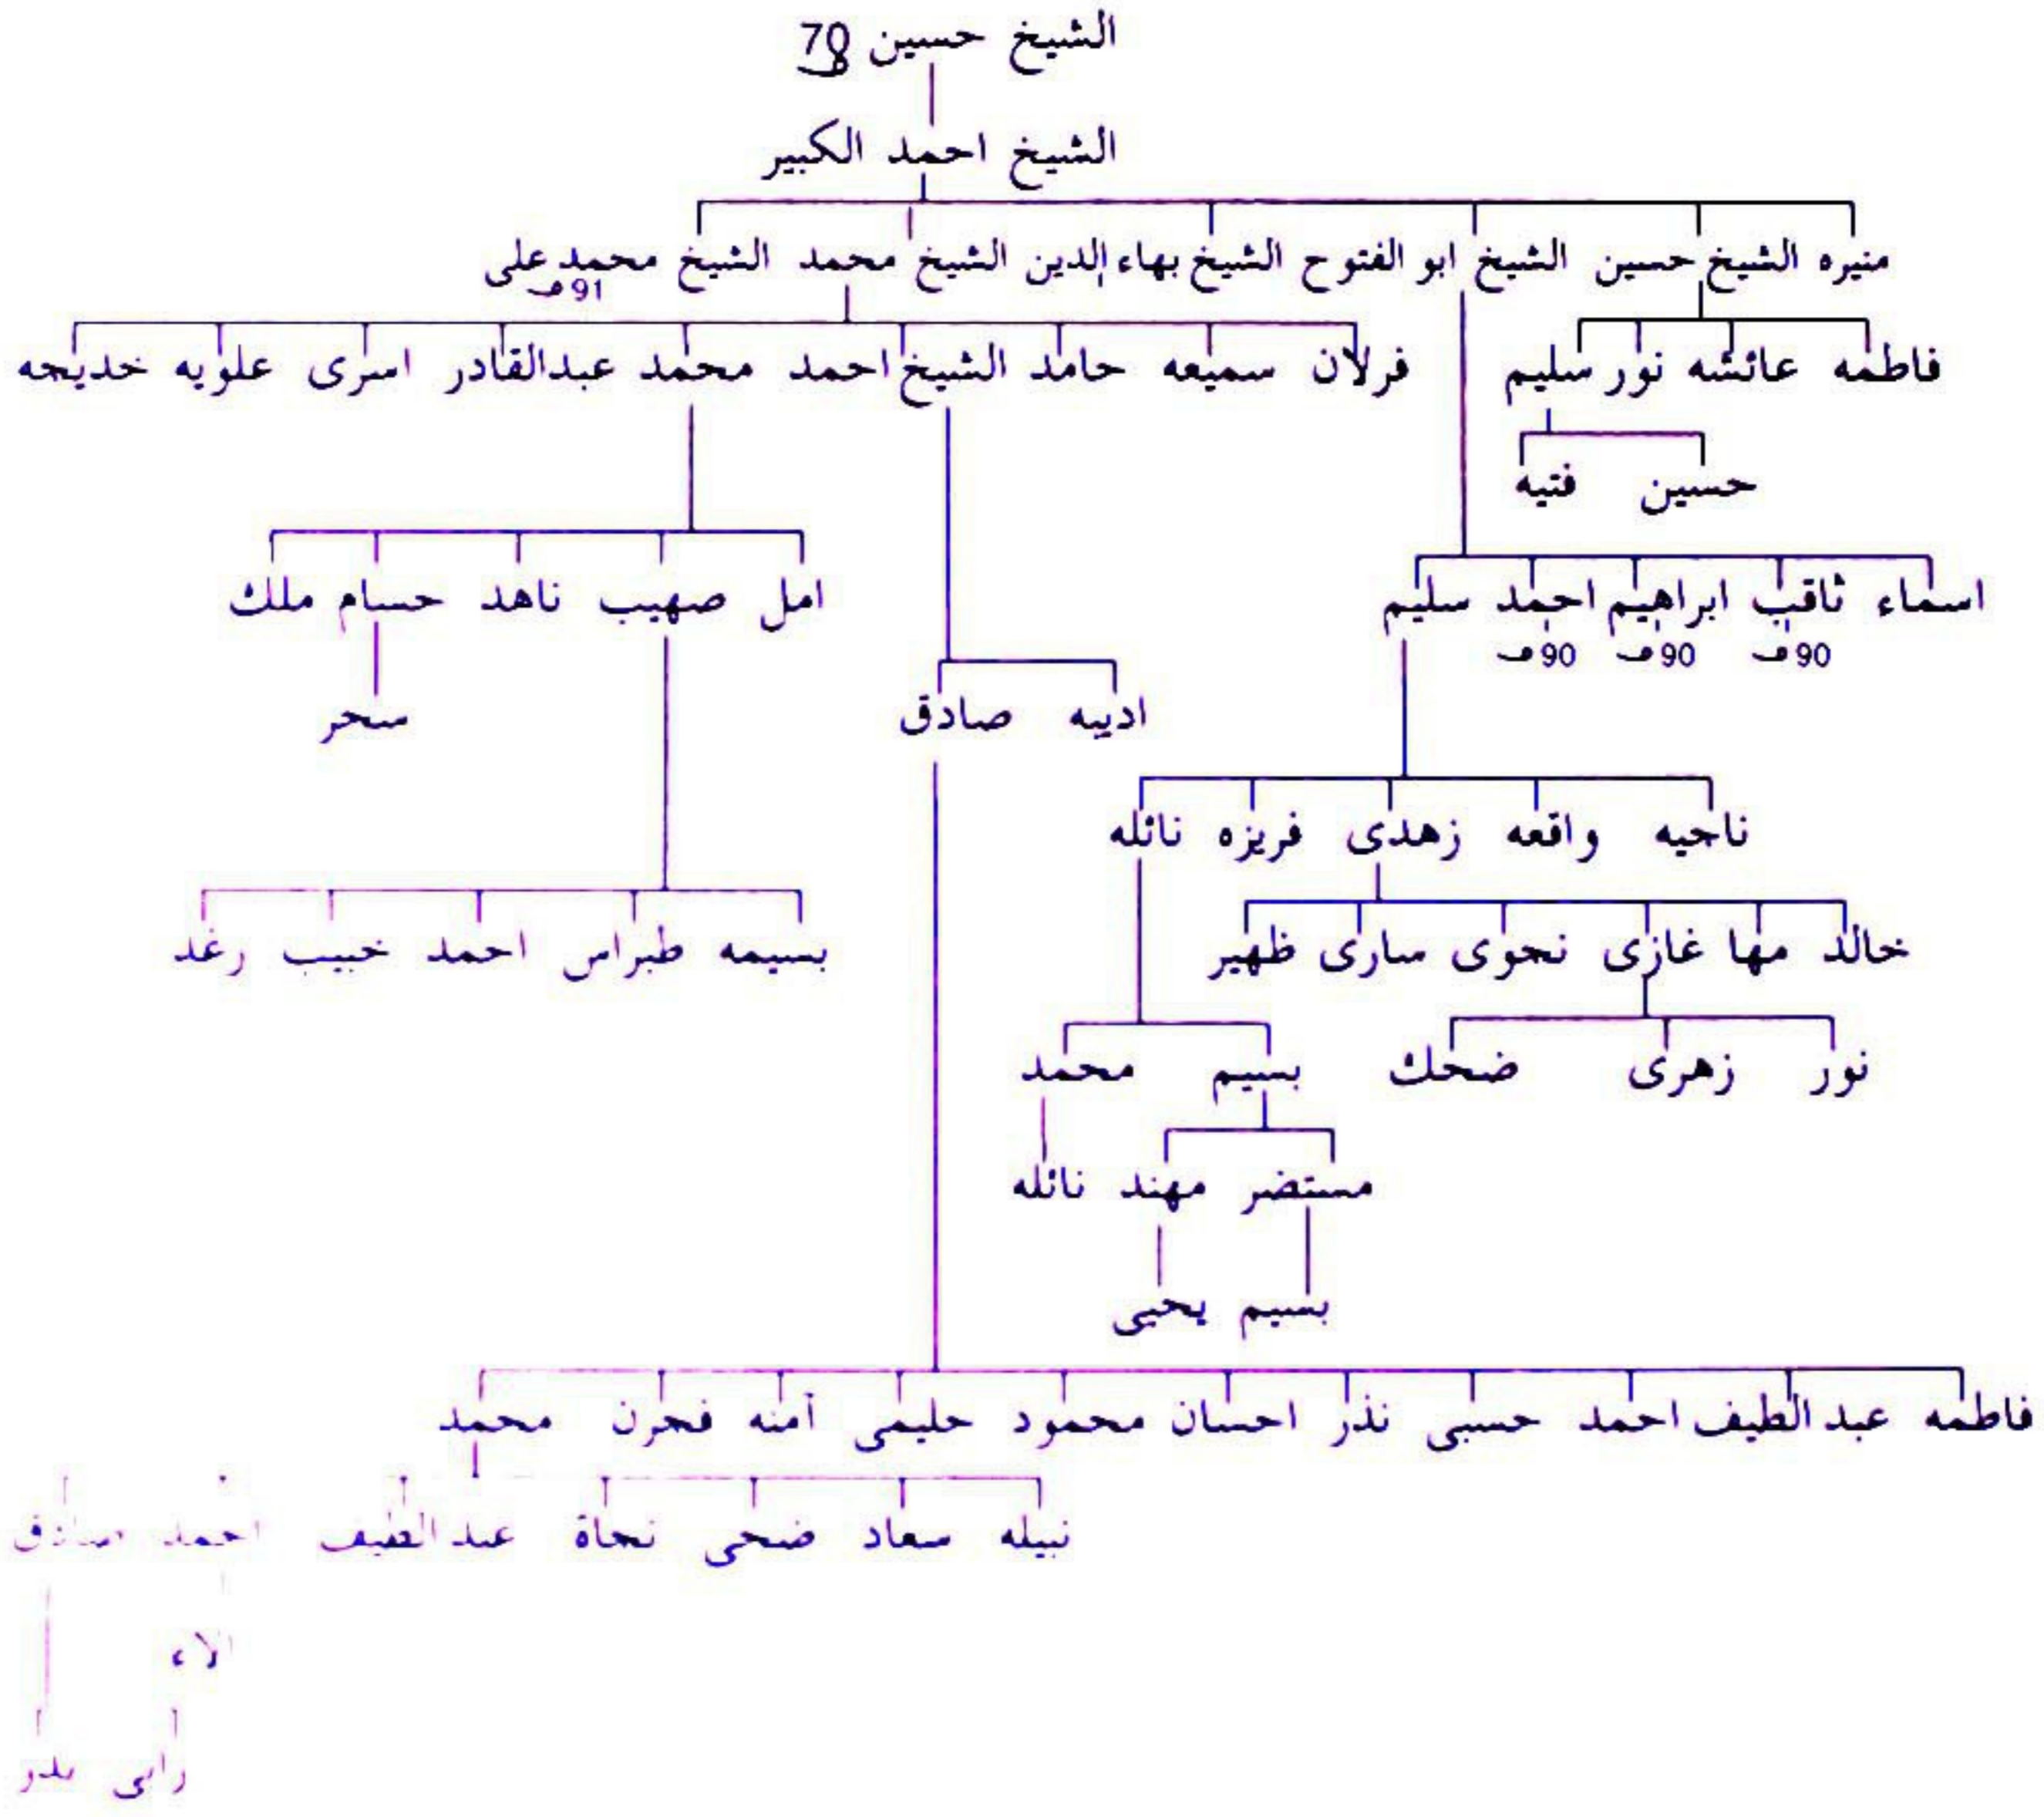 الشيخ حسين 70
الشيخ احمد الكبير
منيره الشيخ حسين الشيخ ابو الفتوح الشيخ بهاء الدين الشيخ محمد الشيخ محمد على
91 ف
فاطمه عائشه نور سليم فرلان سميعه حامد الشيخ احمد محمد عبدالقادر اسرى علويه خديجه
حسين فتيه
اسماء ثاقب ابراهيم احمد سليم امل صهيب ناهد حسام ملك
90 ف 90 ف 90 ف
اديبه صادق سحر
ناجيه واقعه زهدى فريزه نائله
خالد مها غازى نجوى سارى ظهير بسيمه طبراس احمد خبيب رغد
نور زهرى ضحك بسيم محمد
مستضر مهند نائله
بسيم يحيى
فاطمه عبد الطيف احمد حسبى نذر احسان محمود حليمى آمنه فجرن محمد
نبيله سعاد ضحى نجاة عبد الطيف احمد صادق
الاء